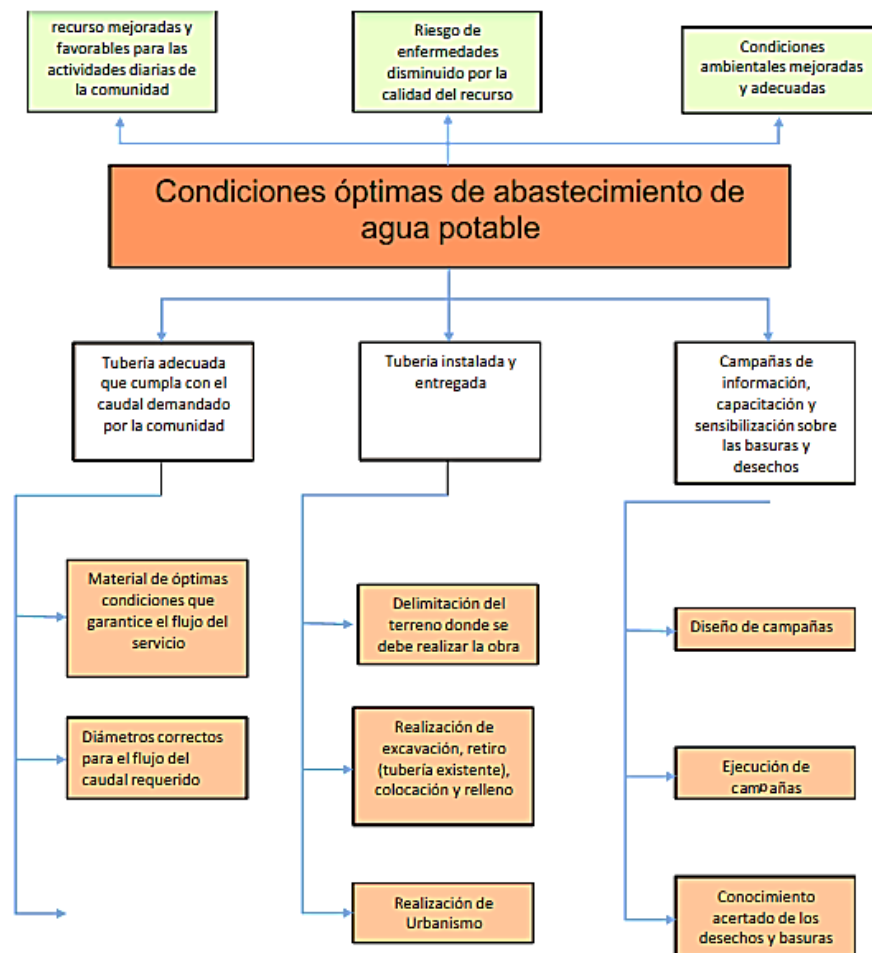 recurso mejoradas y
favorables para las
actividades diarias de
la comunidad
Riesgo de
enfermedades
disminuido por la
calidad del recurso
Condiciones
ambientales mejoradas
y adecuadas
Condiciones óptimas de abastecimiento de
agua potable
Tubería adecuada
que cumpla con el
caudal demandado
por la comunidad
Tubería instalada y
entregada
Campañas de
información,
capacitación y
sensibilización sobre
las basuras y
desechos
Material de óptimas
condiciones que
garantice el flujo del
servicio
Diámetros correctos
para el flujo del
caudal requerido
Delimitación del
terreno donde se
debe realizar la obra
Realización de
excavación, retiro
(tubería existente),
colocación y relleno
Realización de
Urbanismo
Diseño de campañas
Ejecución de
campañas
Conocimiento
acertado de los
desechos y basuras